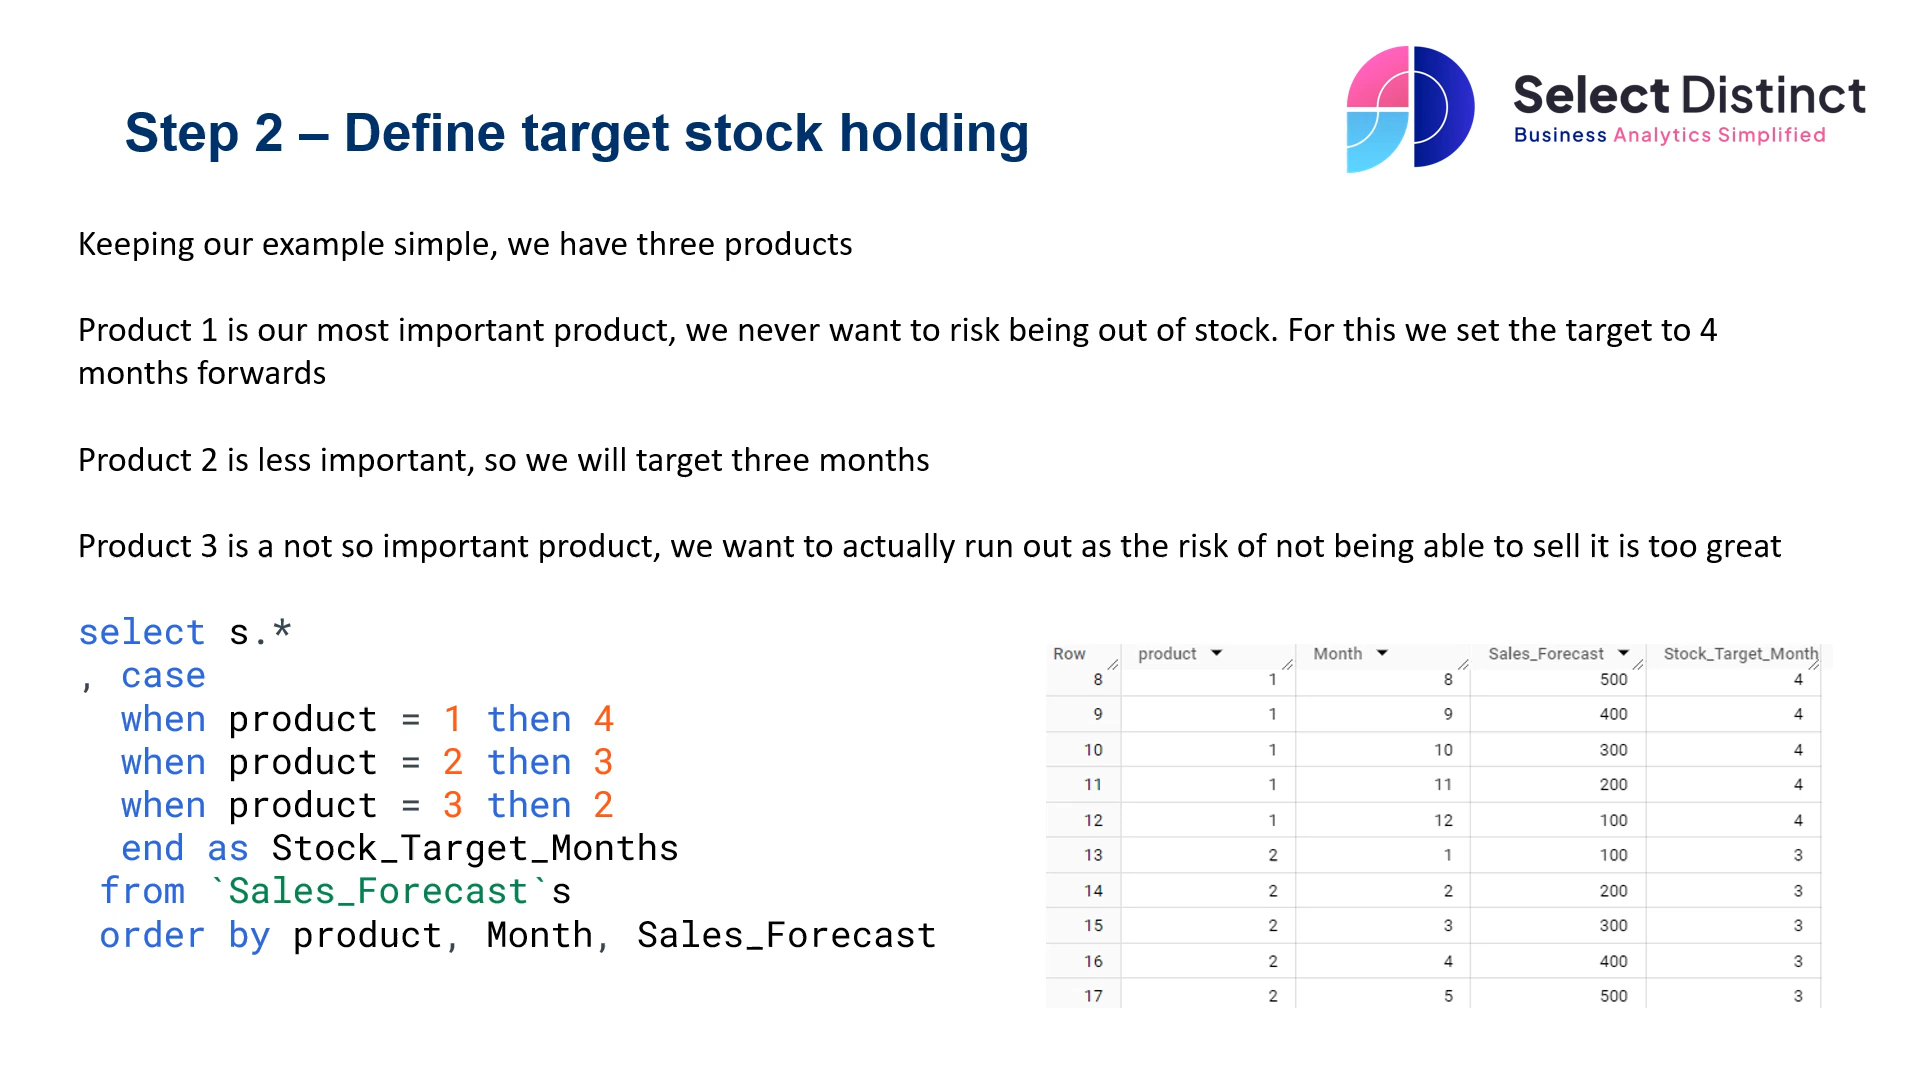 Select Distinct
Business Analytics Simplified
Step 2 – Define target stock holding
Keeping our example simple, we have three products
Product 1 is our most important product, we never want to risk being out of stock. For this we set the target to 4
months forwards
Product 2 is less important, so we will target three months
Product 3 is a not so important product, we want to actually run out as the risk of not being able to sell it is too great
select s.*
, case
when product = 1 then 4
when product = 2 then 3
when product = 3 then 2
end as Stock_Target_Months
from `Sales_Forecast`s
order by product, Month, Sales_Forecast
Row product Month Sales_Forecast Stock_Target_Month
8 1 8 500 4
9 1 9 400 4
10 1 10 300 4
11 1 11 200 4
12 1 12 100 4
13 2 1 100 3
14 2 2 200 3
15 2 3 300 3
16 2 4 400 3
17 2 5 500 3